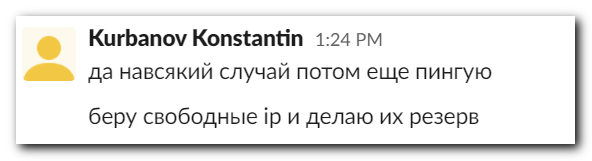 Kurbanov Konstantin 1:24 PM
да навсякий случай потом еще пингую
беру свободные ip и делаю их резерв